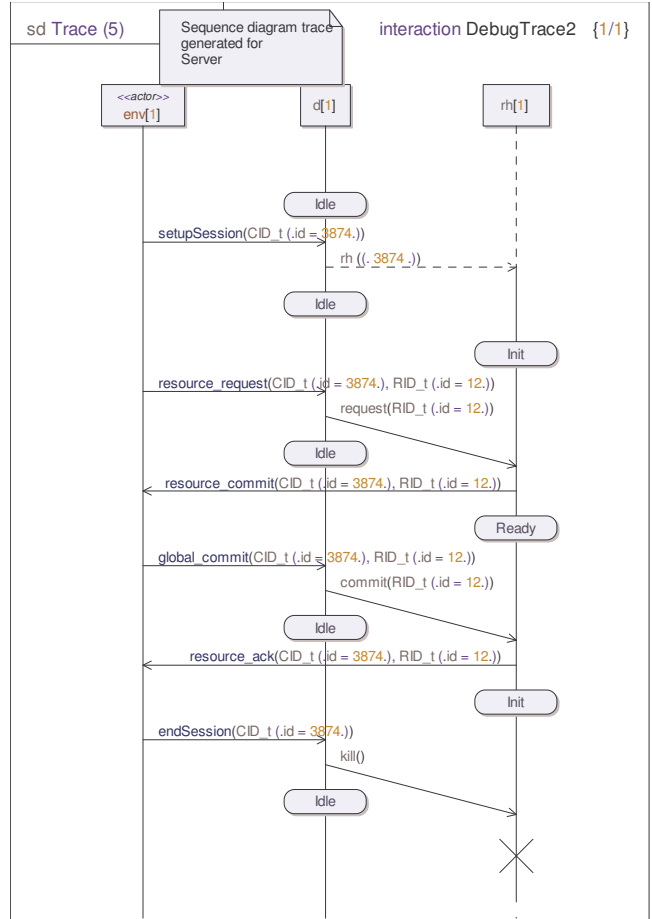 sd Trace (5)
Sequence diagram trace
generated for
Server
interaction DebugTrace2 {1/1}
<<actor>>
env[1]
d[1]
rh[1]
Idle
setupSession(CID_t (.id = 3874.))
rh ((. 3874 .))
Idle
Init
resource_request(CID_t (.id = 3874.), RID_t (.id = 12.))
request(RID_t (.id = 12.))
Idle
resource_commit(CID_t (.id = 3874.), RID_t (.id = 12.))
Ready
global_commit(CID_t (.id = 3874.), RID_t (.id = 12.))
commit(RID_t (.id = 12.))
Idle
resource_ack(CID_t (.id = 3874.), RID_t (.id = 12.))
Init
endSession(CID_t (.id = 3874.))
kill()
Idle